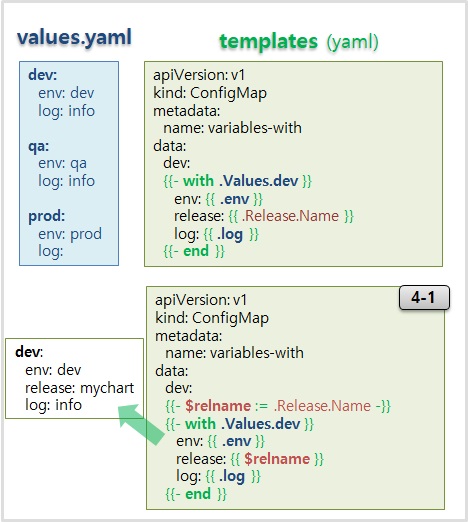 values.yaml
templates (yaml)
dev:
env: dev
log: info
qa:
env: qa
log: info
prod:
env: prod
log:
apiVersion: v1
kind: ConfigMap
metadata:
name: variables-with
data:
dev:
{{- with .Values.dev }}
env: {{ .env }}
release: {{ .Release.Name }}
log: {{ .log }}
{{- end }}
4-1
apiVersion: v1
kind: ConfigMap
metadata:
name: variables-with
data:
dev:
{{- $relname := .Release.Name -}}
{{- with .Values.dev }}
env: {{ .env }}
release: {{ $relname }}
log: {{ .log }}
{{- end }}
dev:
env: dev
release: mychart
log: info